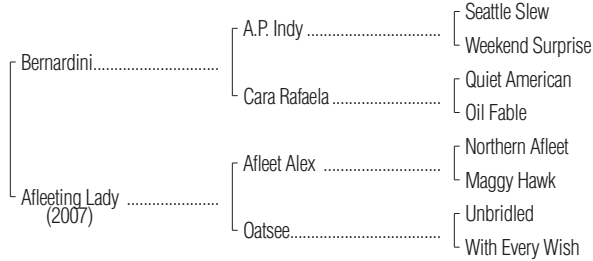 Seattle Slew
A.P. Indy ..............................
Weekend Surprise
Bernardini............................
Quiet American
Cara Rafaela ........................
Oil Fable
Northern Afleet
Afleet Alex ..........................
Maggy Hawk
Afleeting Lady ....................
(2007)
Unbridled
Oatsee..................................
With Every Wish